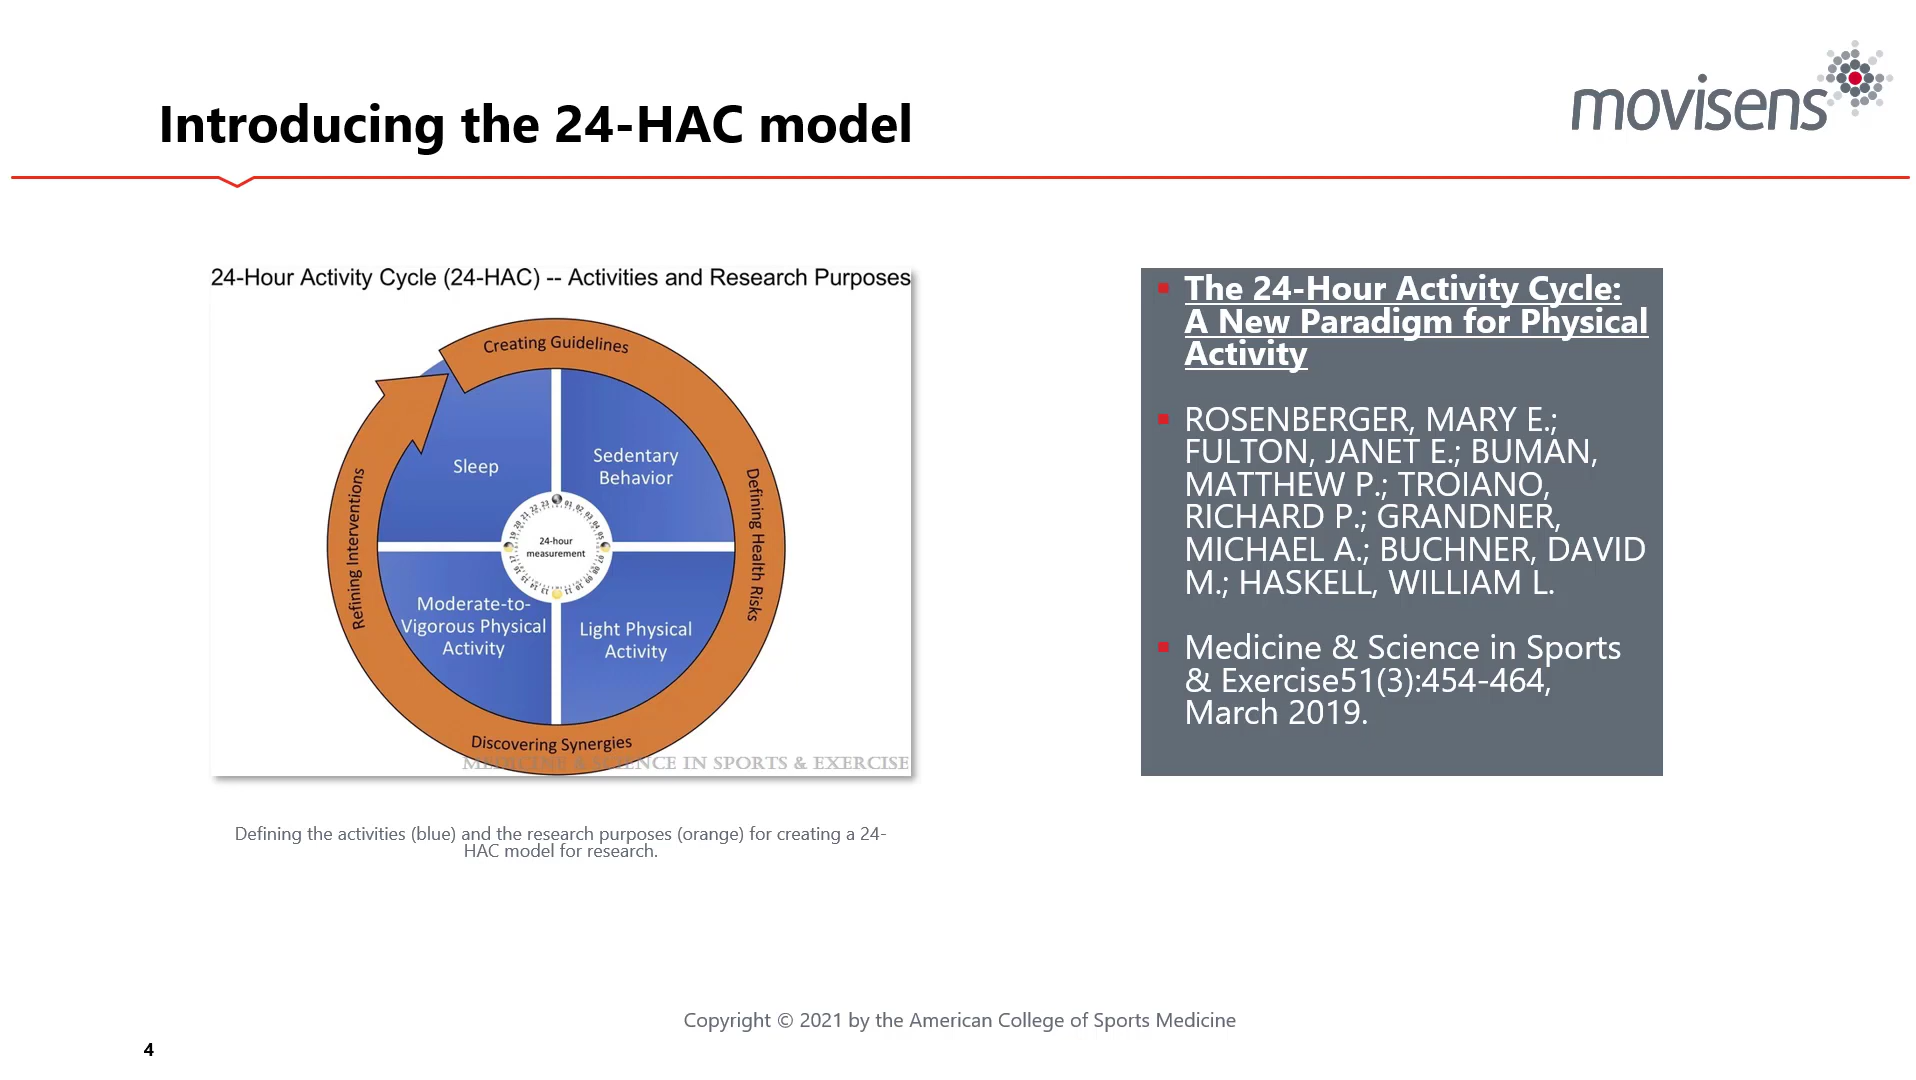 Introducing the 24-HAC model
movisens
24-Hour Activity Cycle (24-HAC) -- Activities and Research Purposes
Creating Guidelines
Defining Health Risks
Discovering Synergies
Refining Interventions
Sleep
Sedentary
Behavior
24-hour
measurement
Moderate-to-
Vigorous Physical
Activity
Light Physical
Activity
MEDICINE & SCIENCE IN SPORTS & EXERCISE
Defining the activities (blue) and the research purposes (orange) for creating a 24-
HAC model for research.
The 24-Hour Activity Cycle:
A New Paradigm for Physical
Activity
ROSENBERGER, MARY E.;
FULTON, JANET E.; BUMAN,
MATTHEW P.; TROIANO,
RICHARD P.; GRANDNER,
MICHAEL A.; BUCHNER, DAVID
M.; HASKELL, WILLIAM L.
Medicine & Science in Sports
& Exercise51(3):454-464,
March 2019.
Copyright © 2021 by the American College of Sports Medicine
4